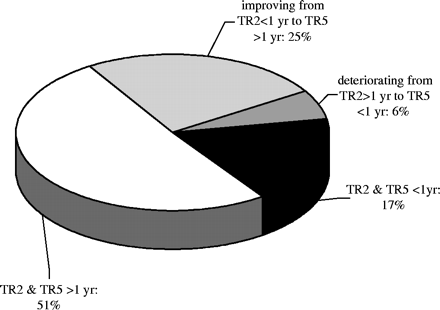 improving from
TR2<1 yr to TR5
>1 yr: 25%
deteriorating from
TR2>1 yr to TR5
<1 yr: 6%
TR2 & TR5 <1yr:
17%
TR2 & TR5 >1 yr:
51%